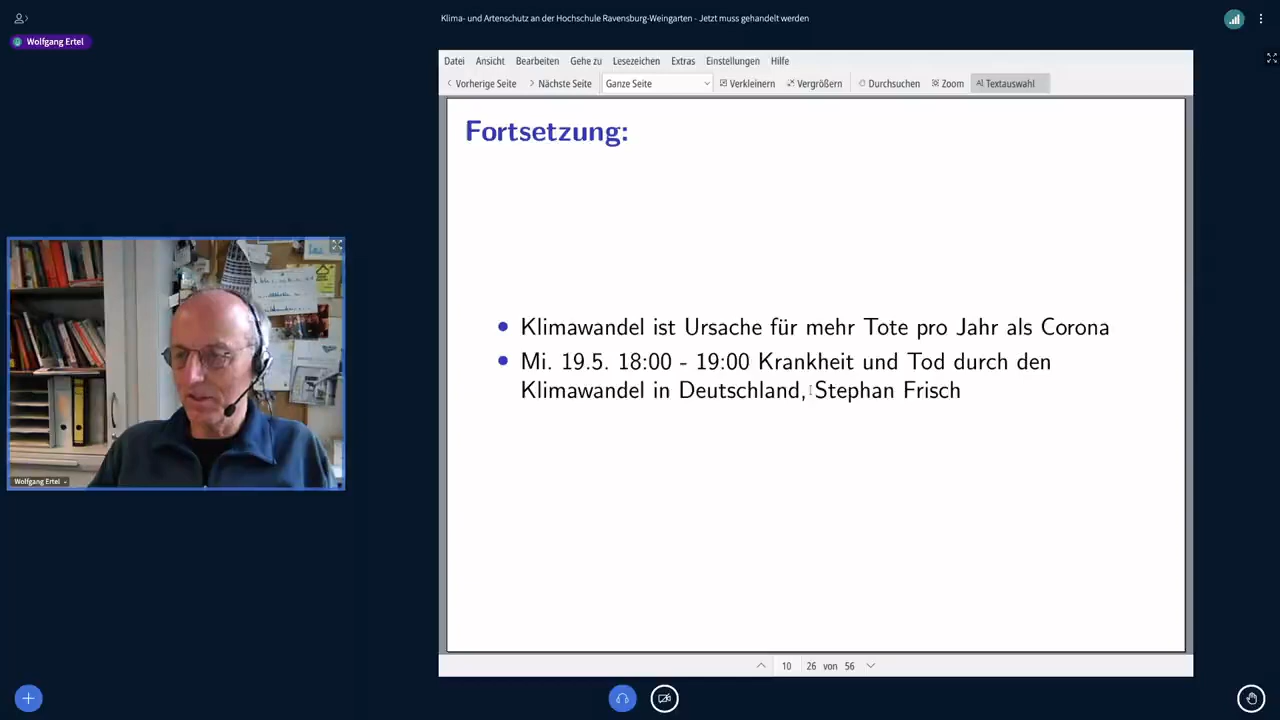 Klima- und Artenschutz an der Hochschule Ravensburg-Weingarten - Jetzt muss gehandelt werden
Wolfgang Ertel
Datei Ansicht Bearbeiten Gehe zu Lesezeichen Extras Einstellungen Hilfe
Vorherige Seite Nächste Seite Ganze Seite Verkleinern Vergrößern Durchsuchen Zoom Textauswahl
Fortsetzung:
Klimawandel ist Ursache für mehr Tote pro Jahr als Corona
Mi. 19.5. 18:00 - 19:00 Krankheit und Tod durch den
Klimawandel in Deutschland, Stephan Frisch
Wolfgang Ertel
10 26 von 56